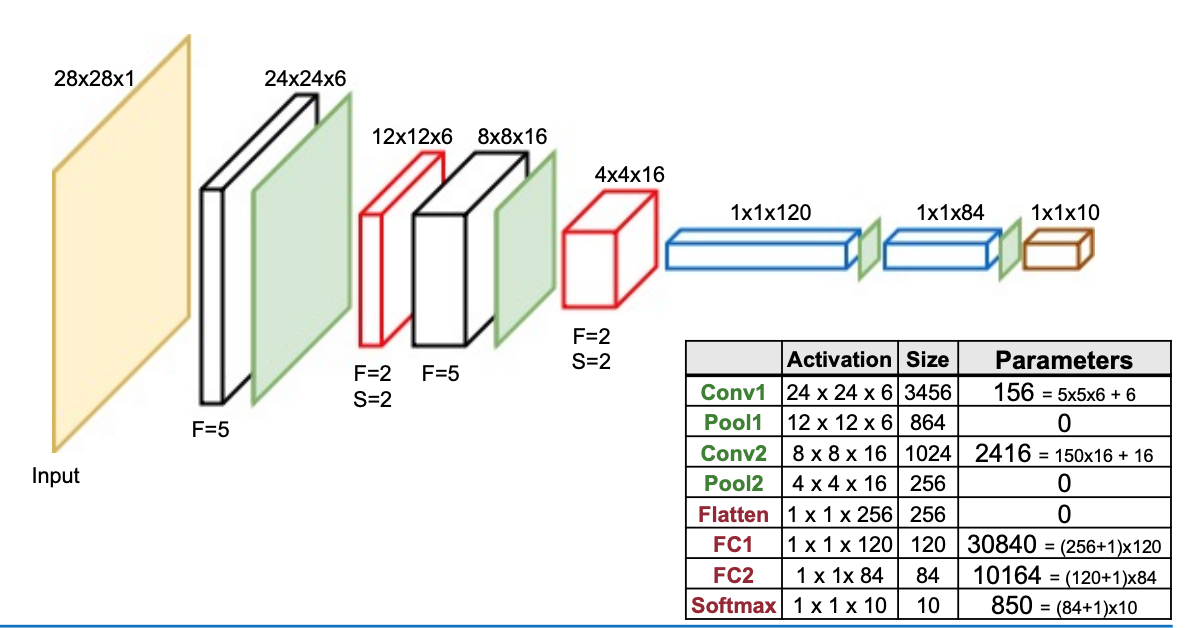 28x28x1
24x24x6
12x12x6
8x8x16
4x4x16
1x1x120
1x1x84
1x1x10
F=2
S=2
F=2
S=2
F=5
F=5
Input
Activation Size Parameters
Conv1 24 x 24 x 6 3456 156 = 5x5x6 + 6
Pool1 12 x 12 x 6 864 0
Conv2 8 x 8 x 16 1024 2416 = 150x16 + 16
Pool2 4 x 4 x 16 256 0
Flatten 1 x 1 x 256 256 0
FC1 1 x 1 x 120 120 30840 = (256+1)x120
FC2 1 x 1x 84 84 10164 = (120+1)x84
Softmax 1 x 1 x 10 10 850 = (84+1)x10